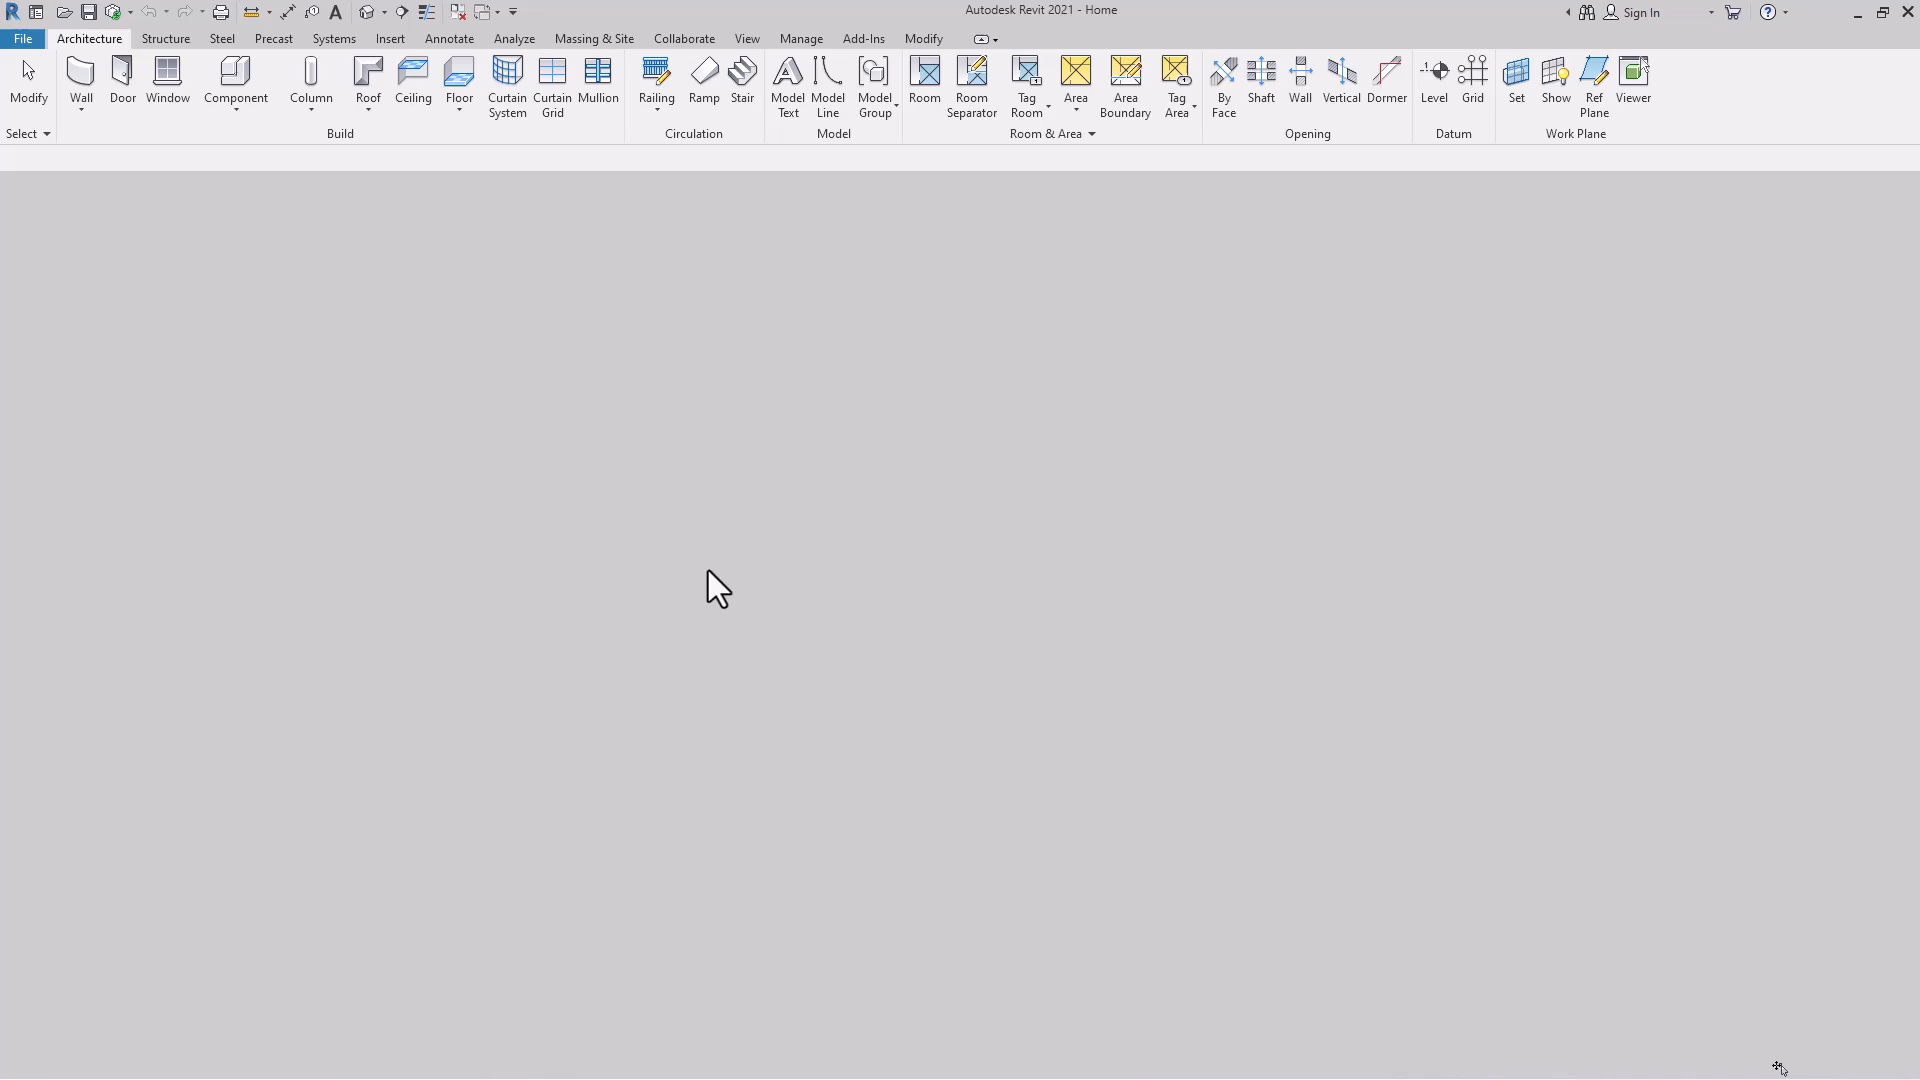 Autodesk Revit 2021 - Home
Sign In
File Architecture Structure Steel Precast Systems Insert Annotate Analyze Massing & Site Collaborate View Manage Add-Ins Modify
Modify Wall Door Window Component Column Roof Ceiling Floor Curtain System Curtain Grid Mullion Railing Ramp Stair Model Text Model Line Model Group Room Room Separator Tag Room Area Area Boundary Tag Area By Face Shaft Wall Vertical Dormer Level Grid Set Show Ref Plane Viewer
Select Build Circulation Model Room & Area Opening Datum Work Plane